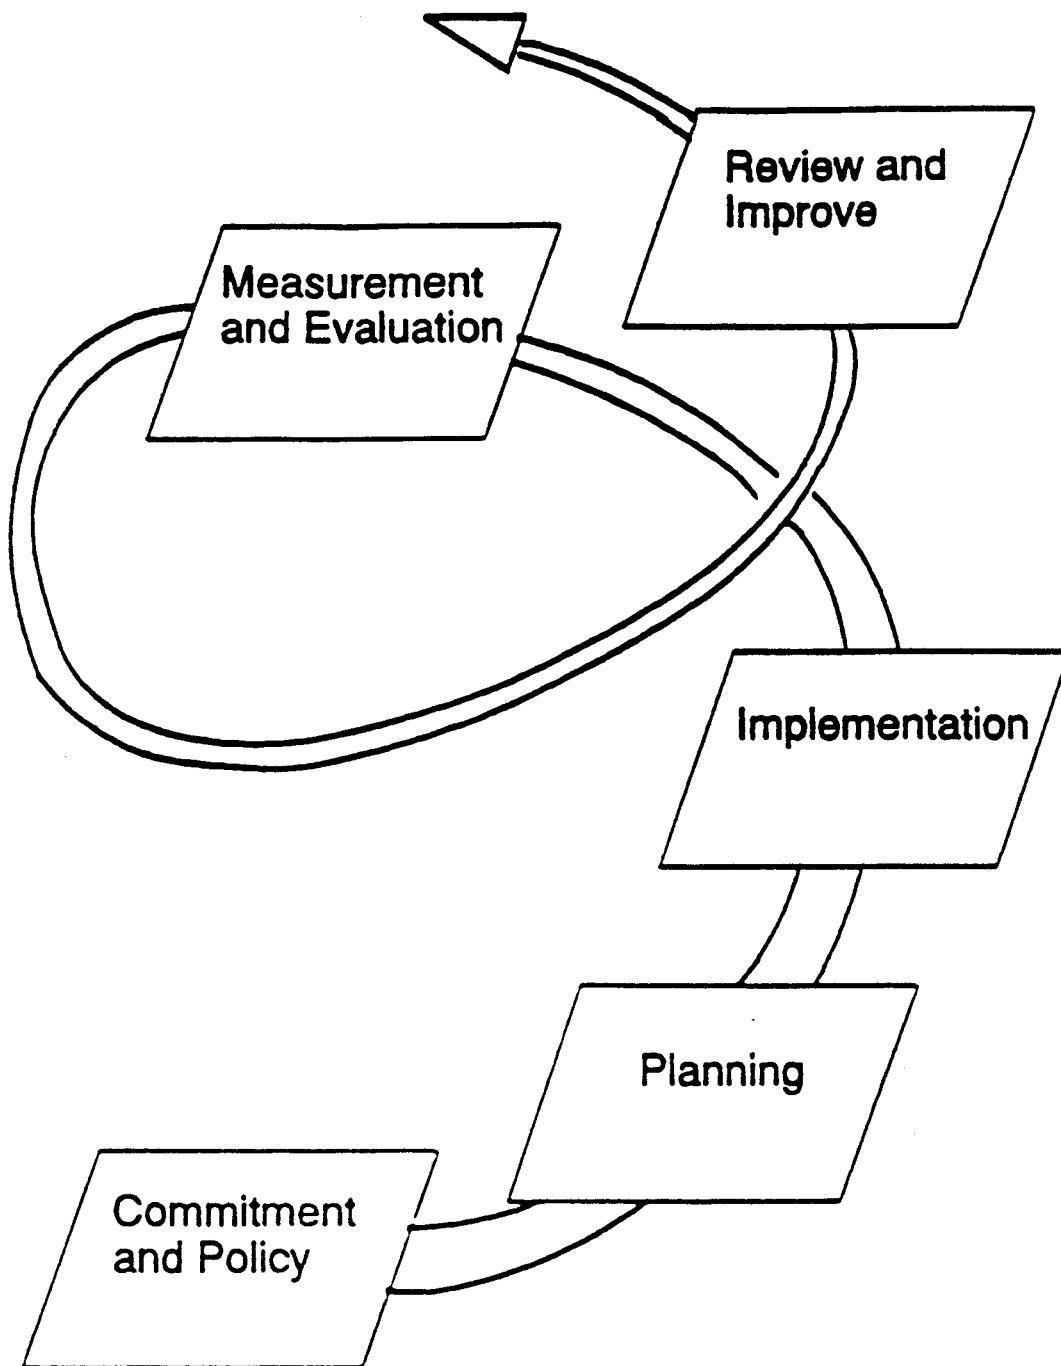 Review and
Improve
Measurement
and Evaluation
Implementation
Planning
Commitment
and Policy